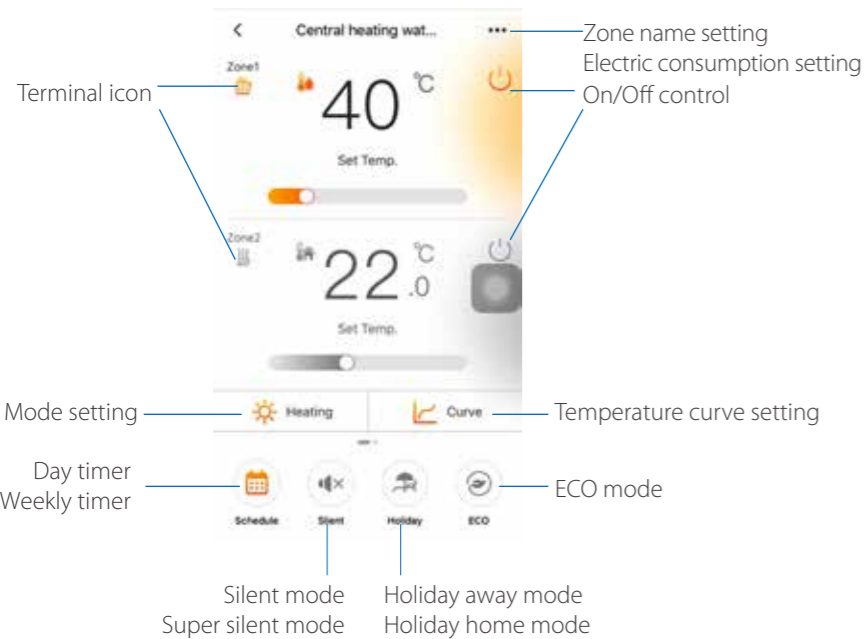 Central heating wat...
Zone name setting
Electric consumption setting
On/Off control
Zone1
Terminal icon
40 °C
Set Temp.
Zone2
22.0 °C
Set Temp.
Mode setting
Heating
Curve
Temperature curve setting
Day timer
Weekly timer
ECO mode
Schedule
Silent
Holiday
ECO
Silent mode
Super silent mode
Holiday away mode
Holiday home mode